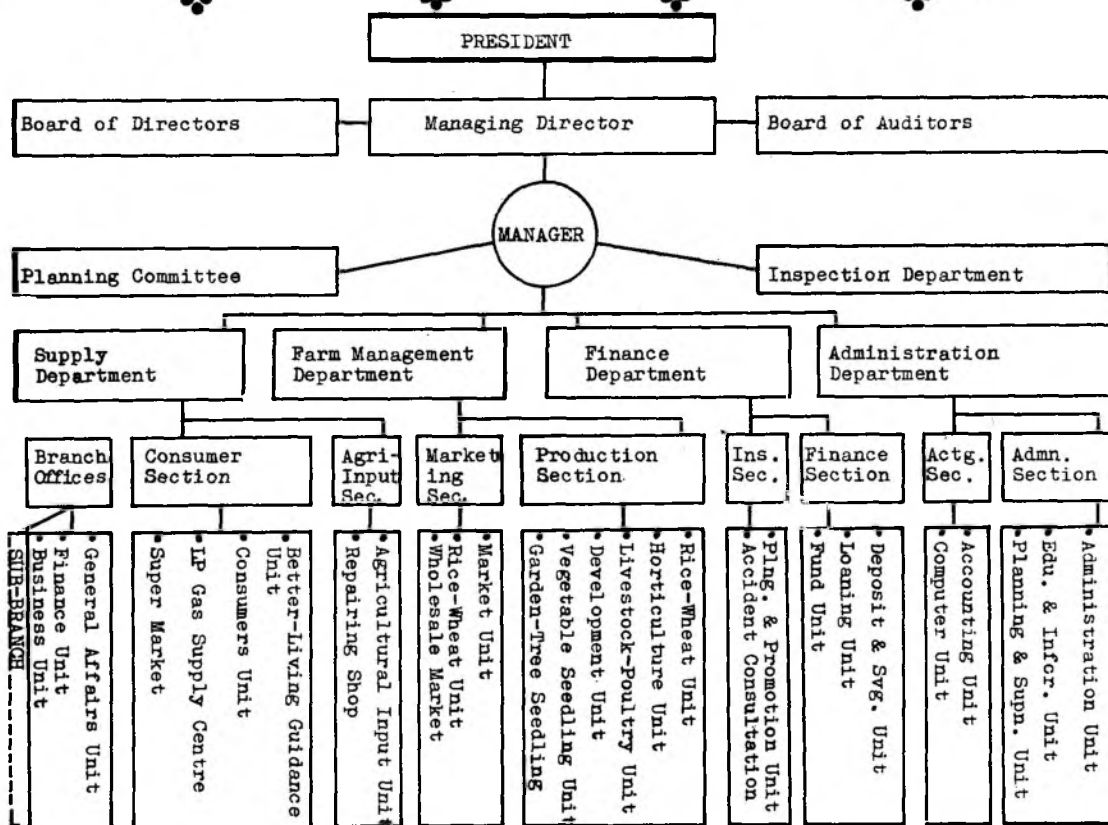 PRESIDENT
Board of Directors
Managing Director
Board of Auditors
MANAGER
Planning Committee
Inspection Department
Supply
Department
Farm Management
Department
Finance
Department
Administration
Department
Branch
Offices
Consumer
Section
Agri-
Input
Sec.
Market
ing
Sec.
Production
Section
Ins.
Sec.
Finance
Section
Actg.
Sec.
Admn.
Section
SUB-BRANCH
• General Affairs Unit
• Finance Unit
• Business Unit
• Better-Living Guidance
Unit
• Consumers Unit
• LP Gas Supply Centre
• Super Market
• Agricultural Input Unit
• Repairing Shop
• Market Unit
• Rice-Wheat Unit
• Wholesale Market
• Rice-Wheat Unit
• Horticulture Unit
• Livestock-Poultry Unit
• Development Unit
• Vegetable Seedling Unit
• Garden-Tree Seedling
• Plng. & Promotion Unit
• Accident Consultation
• Deposit & Svg. Unit
• Loaning Unit
• Fund Unit
• Accounting Unit
• Computer Unit
• Administration Unit
• Edu. & Infor. Unit
• Planning & Supn. Unit